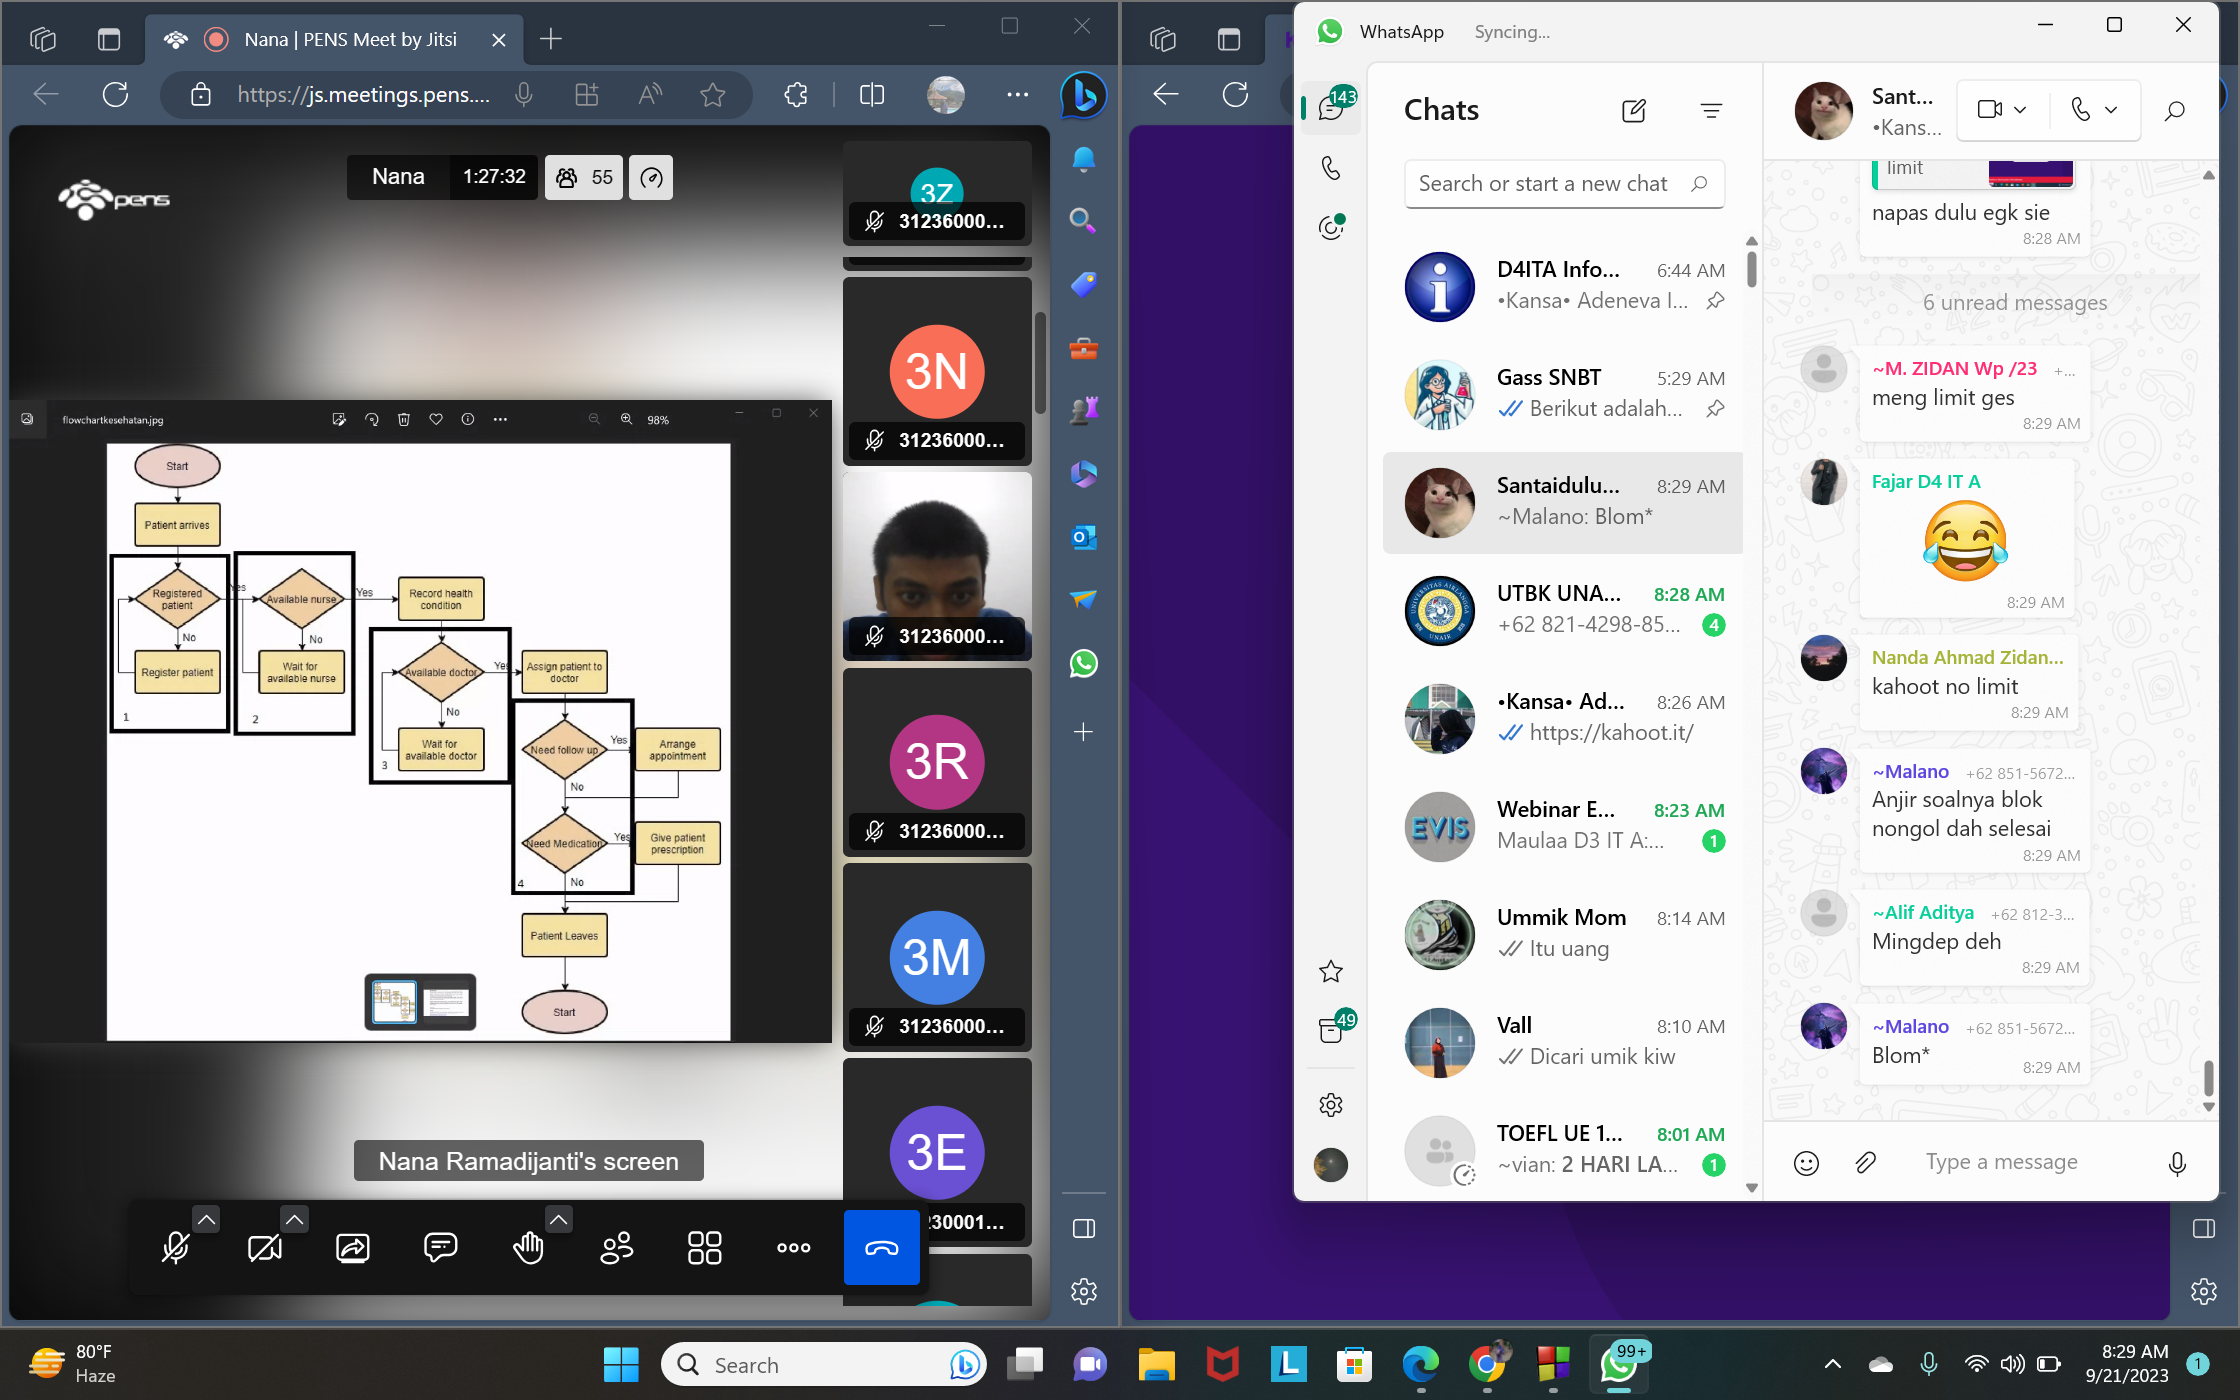 Nana | PENS Meet by Jitsi
https://js.meetings.pens....
pens
Nana
1:27:32
55
3Z
31236000...
3N
31236000...
31236000...
3R
31236000...
3M
31236000...
3E
30001...
flowchartkesehatan.jpg
98%
Start
Patient arrives
Registered patient
Yes
No
Register patient
1
Available nurse
Yes
No
Wait for available nurse
2
Record health condition
Available doctor
Yes
No
Wait for available doctor
3
Assign patient to doctor
Need follow up
Yes
No
Arrange appointment
Need Medication
Yes
No
4
Give patient prescription
Patient Leaves
Start
Nana Ramadijanti's screen
WhatsApp
Syncing...
143
Chats
Search or start a new chat
D4ITA Info...
6:44 AM
•Kansa• Adeneva I...
Gass SNBT
5:29 AM
Berikut adalah...
Santaidulu...
8:29 AM
~Malano: Blom*
UTBK UNA...
8:28 AM
+62 821-4298-85...
4
•Kansa• Ad...
8:26 AM
https://kahoot.it/
EVIS
Webinar E...
8:23 AM
Maulaa D3 IT A:...
1
Ummik Mom
8:14 AM
Itu uang
Vall
8:10 AM
Dicari umik kiw
TOEFL UE 1...
8:01 AM
~vian: 2 HARI LA...
1
49
Sant...
•Kans...
limit
napas dulu egk sie
8:28 AM
6 unread messages
~M. ZIDAN Wp /23
+...
meng limit ges
8:29 AM
Fajar D4 IT A
😂
8:29 AM
Nanda Ahmad Zidan...
kahoot no limit
8:29 AM
~Malano
+62 851-5672...
Anjir soalnya blok
nongol dah selesai
8:29 AM
~Alif Aditya
+62 812-3...
Mingdep deh
8:29 AM
~Malano
+62 851-5672...
Blom*
8:29 AM
Type a message
80°F
Haze
Search
99+
8:29 AM
9/21/2023
1